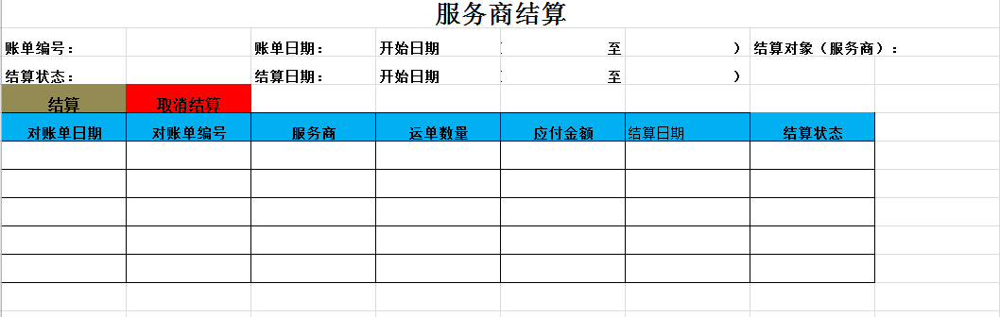 服务商结算
账单编号： 账单日期： 开始日期 ( 至 ) 结算对象（服务商）：
结算状态： 结算日期： 开始日期 ( 至 )
结算 取消结算
对账单日期 对账单编号 服务商 运单数量 应付金额 结算日期 结算状态